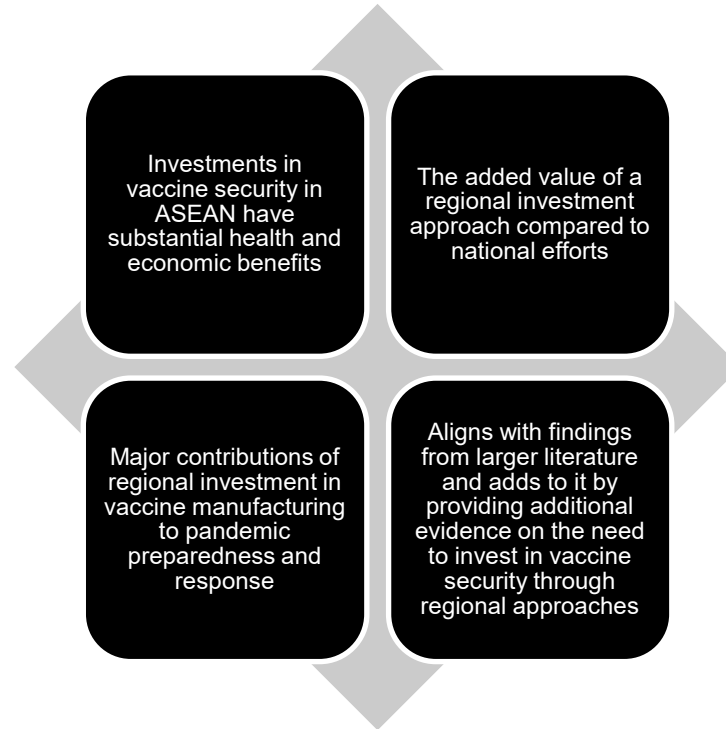 Investments in
vaccine security in
ASEAN have
substantial health and
economic benefits
The added value of a
regional investment
approach compared to
national efforts
Major contributions of
regional investment in
vaccine manufacturing
to pandemic
preparedness and
response
Aligns with findings
from larger literature
and adds to it by
providing additional
evidence on the need
to invest in vaccine
security through
regional approaches